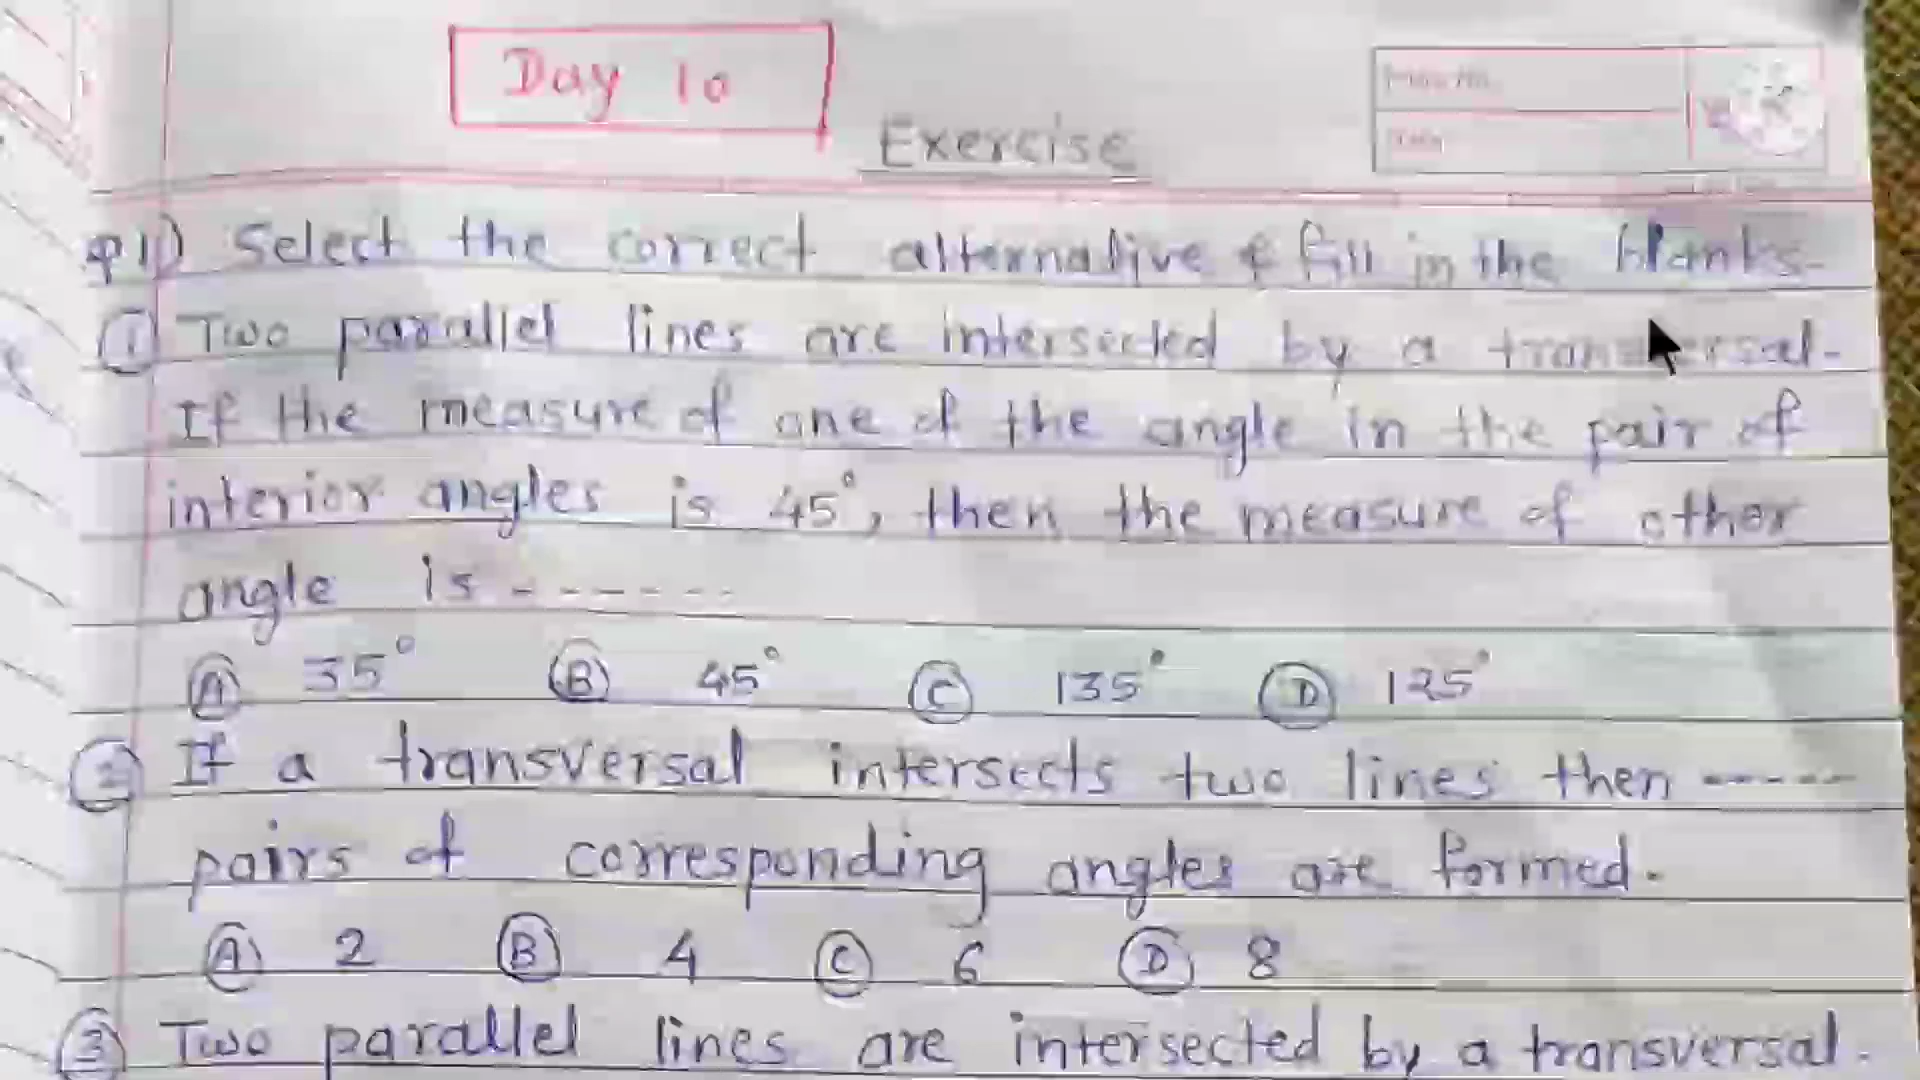 Day 10
Exercise
Q1) Select the correct alternative & fill in the blanks.
① Two parallel lines are intersected by a transversal.
If the measure of one of the angle in the pair of
interior angles is 45°, then the measure of other
angle is ------
Ⓐ 35° Ⓑ 45° Ⓒ 135° Ⓓ 125°
② If a transversal intersects two lines then -----
pairs of corresponding angles are formed.
Ⓐ 2 Ⓑ 4 Ⓒ 6 Ⓓ 8
③ Two parallel lines are intersected by a transversal.